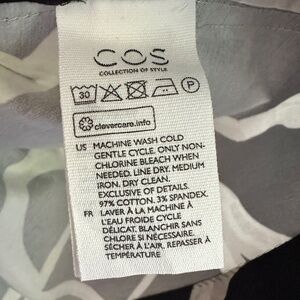 COS
COLLECTION OF STYLE
30 P
clevercare.info
US MACHINE WASH COLD
GENTLE CYCLE. ONLY NON-
CHLORINE BLEACH WHEN
NEEDED. LINE DRY. MEDIUM
IRON. DRY CLEAN.
EXCLUSIVE OF DETAILS.
97% COTTON. 3% SPANDEX.
FR LAVER À LA MACHINE À
L'EAU FROIDE CYCLE
DÉLICAT. BLANCHIR SANS
CHLORE SI NÉCESSAIRE.
SÉCHER À L'AIR. REPASSER À
TEMPÉRATURE